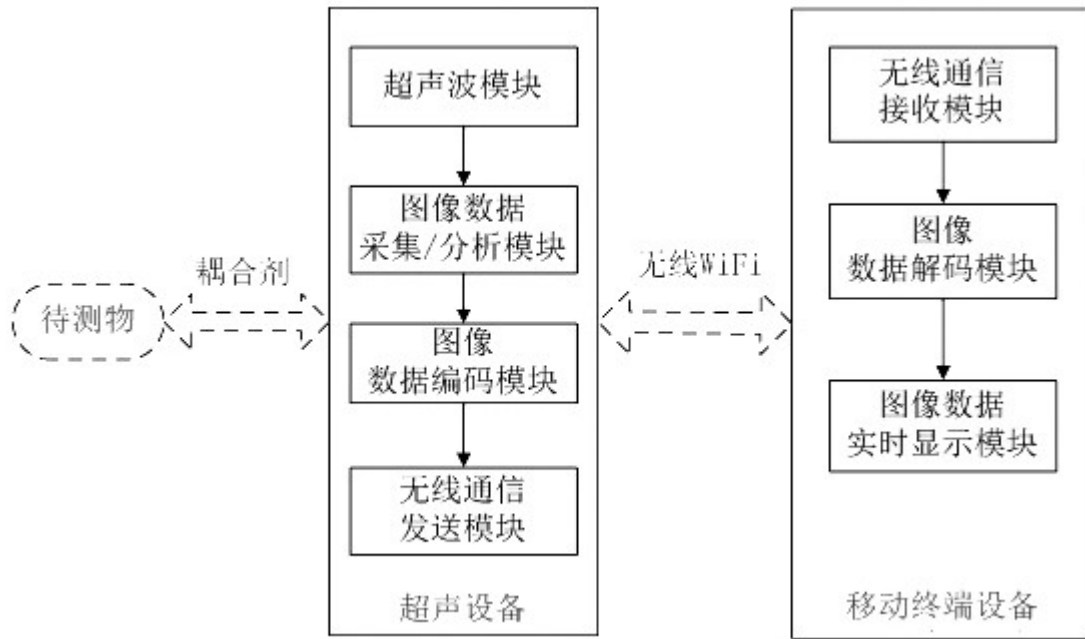 待测物
耦合剂
超声波模块
图像数据
采集/分析模块
图像
数据编码模块
无线通信
发送模块
超声设备
无线WiFi
无线通信
接收模块
图像
数据解码模块
图像数据
实时显示模块
移动终端设备